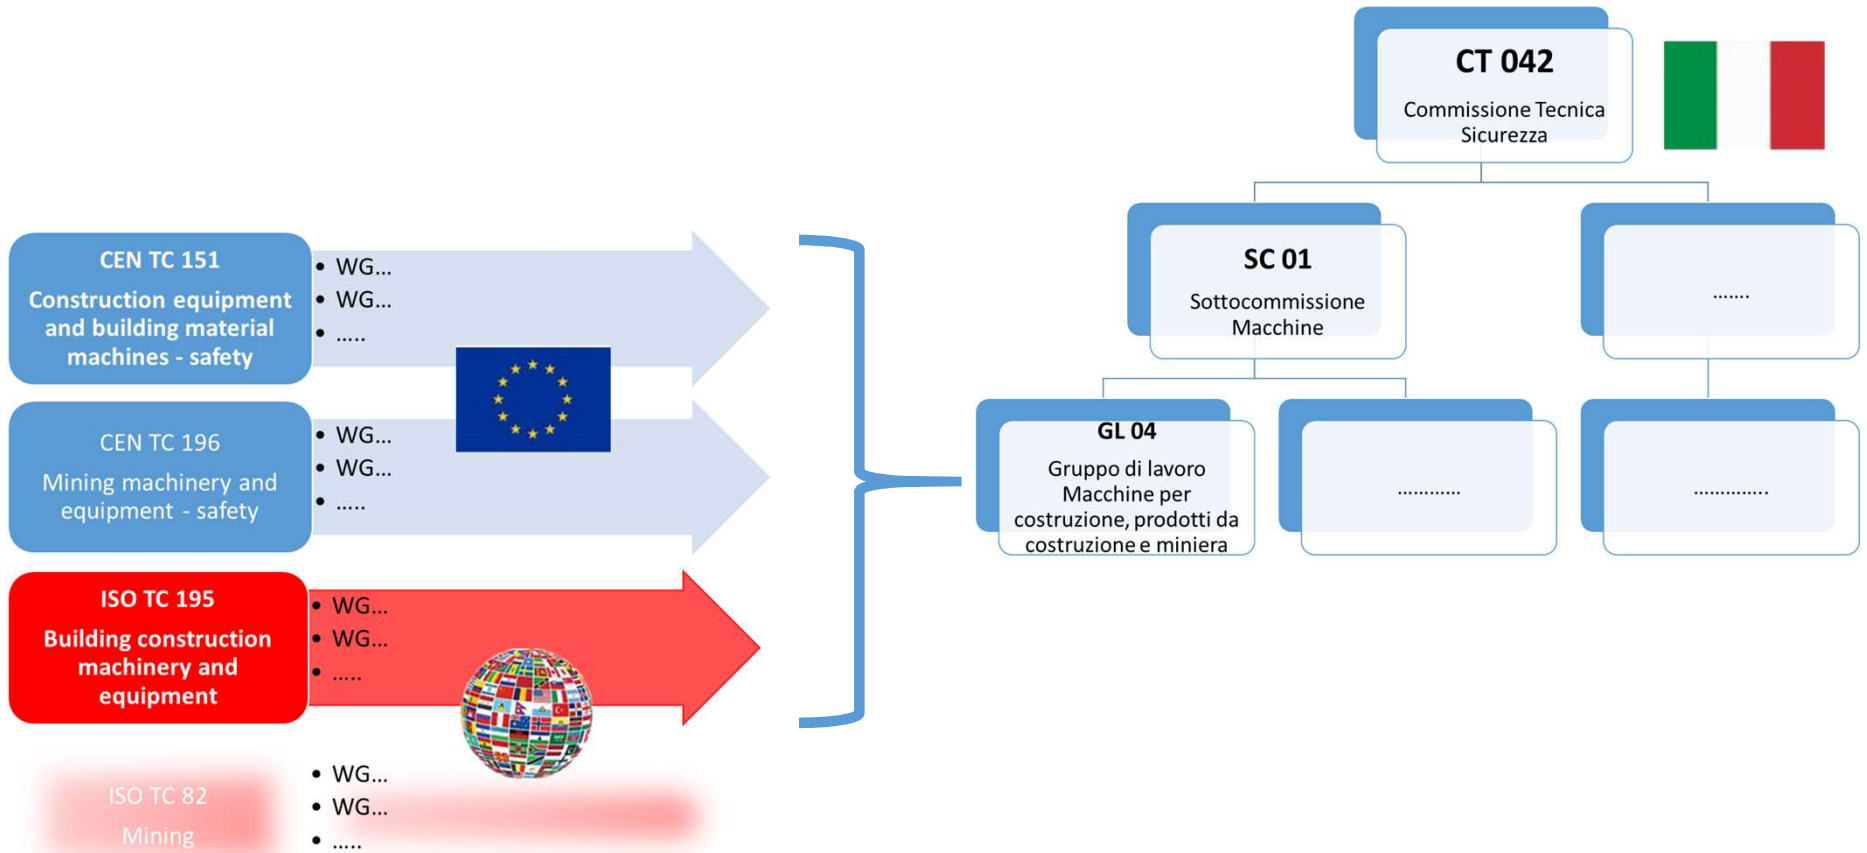 CEN TC 151
Construction equipment
and building material
machines - safety
• WG...
• WG...
• .....
CEN TC 196
Mining machinery and
equipment - safety
• WG...
• WG...
• .....
ISO TC 195
Building construction
machinery and
equipment
• WG...
• WG...
• .....
ISO TC 82
Mining
• WG...
• WG...
• .....
CT 042
Commissione Tecnica
Sicurezza
SC 01
Sottocommissione
Macchine
.......
GL 04
Gruppo di lavoro
Macchine per
costruzione, prodotti da
costruzione e miniera
............
.............